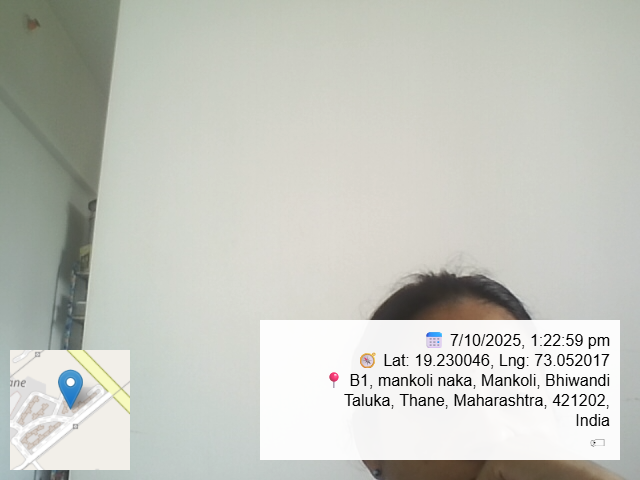 7/10/2025, 1:22:59 pm
Lat: 19.230046, Lng: 73.052017
B1, mankoli naka, Mankoli, Bhiwandi
Taluka, Thane, Maharashtra, 421202,
India
ane